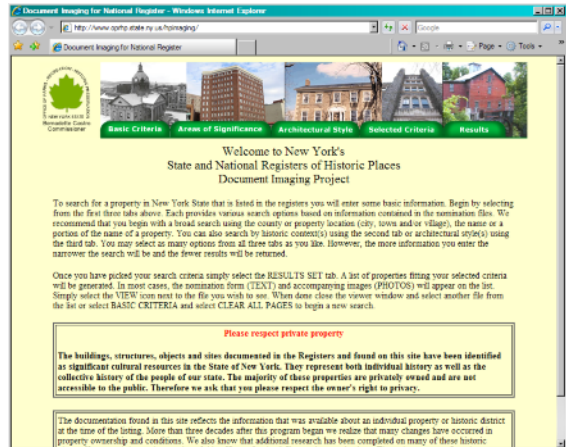 Document Imaging for National Register - Windows Internet Explorer
http://www.oprhp.state.ny.us/hpimaging/
Google
Document Imaging for National Register
Page
Tools
NEW YORK STATE
Bernadette Castro
Commissioner
Basic Criteria
Areas of Significance
Architectural Style
Selected Criteria
Results
Welcome to New York's
State and National Registers of Historic Places
Document Imaging Project
To search for a property in New York State that is listed in the registers you will enter some basic information. Begin by selecting
from the first three tabs above. Each provides various search options based on information contained in the nomination files. We
recommend that you begin with a broad search using the county or property location (city, town and/or village), the name or a
portion of the name of a property. You can also search by historic context(s) using the second tab or architectural style(s) using
the third tab. You may select as many options from all three tabs as you like. However, the more information you enter the
narrower the search will be and the fewer results will be returned.
Once you have picked your search criteria simply select the RESULTS SET tab. A list of properties fitting your selected criteria
will be generated. In most cases, the nomination form (TEXT) and accompanying images (PHOTOS) will appear on the list.
Simply select the VIEW icon next to the file you wish to see. When done close the viewer window and select another file from
the list or select BASIC CRITERIA and select CLEAR ALL PAGES to begin a new search.
Please respect private property
The buildings, structures, objects and sites documented in the Registers and found on this site have been identified
as significant cultural resources in the State of New York. They represent both individual history as well as the
collective history of the people of our state. The majority of these properties are privately owned and are not
accessible to the public. Therefore we ask that you please respect the owner's right to privacy.
The documentation found in this site reflects the information that was available about an individual property or historic district
at the time of the listing. More than three decades after this program began we realize that many changes have occurred in
property ownership and conditions. We also know that additional research has been completed on many of these historic